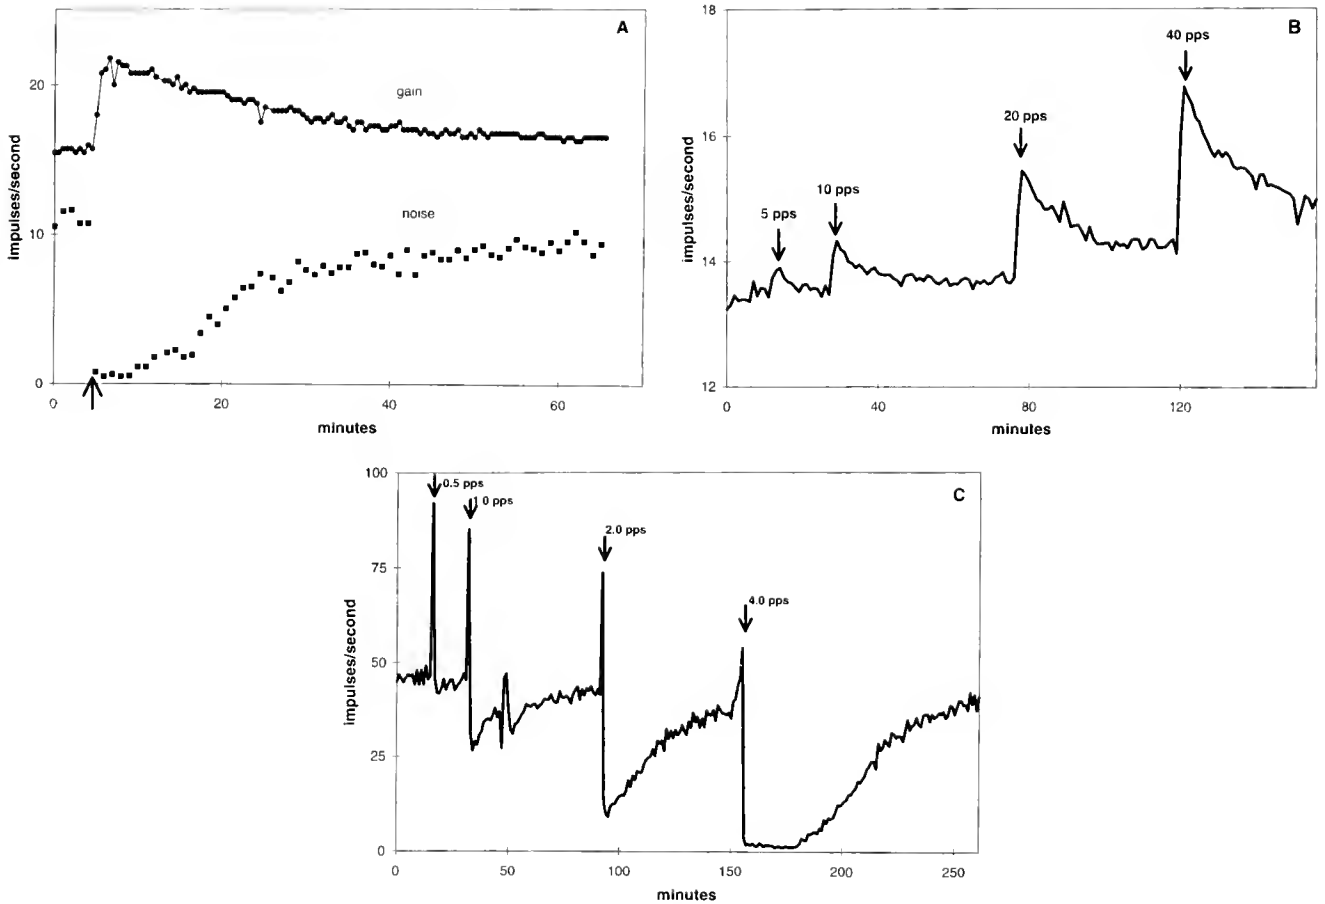 A
20
gain
impulses/second
noise
10
0
0 20 40 60
minutes
18
B
40 pps
20 pps
16
impulses/second
10 pps
5 pps
14
12
0 40 80 120
minutes
100
C
0.5 pps
1 0 pps
2.0 pps
75
4.0 pps
impulses/second
50
25
0
0 50 100 150 200 250
minutes